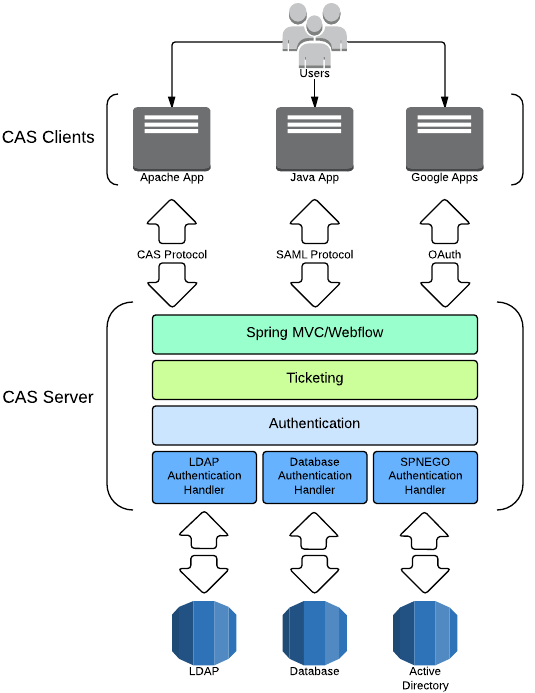 Users
CAS Clients
Apache App
Java App
Google Apps
CAS Protocol
SAML Protocol
OAuth
CAS Server
Spring MVC/Webflow
Ticketing
Authentication
LDAP
Authentication
Handler
Database
Authentication
Handler
SPNEGO
Authentication
Handler
LDAP
Database
Active
Directory